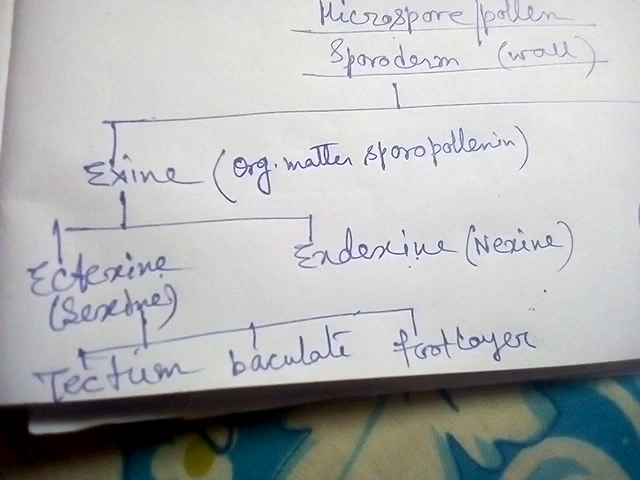 Microspore/pollen
Sporoderm (wall)
Exine (Org. matter sporopollenin)
Ectexine
(Sexine)
Endexine (Nexine)
Tectum baculate footlayer